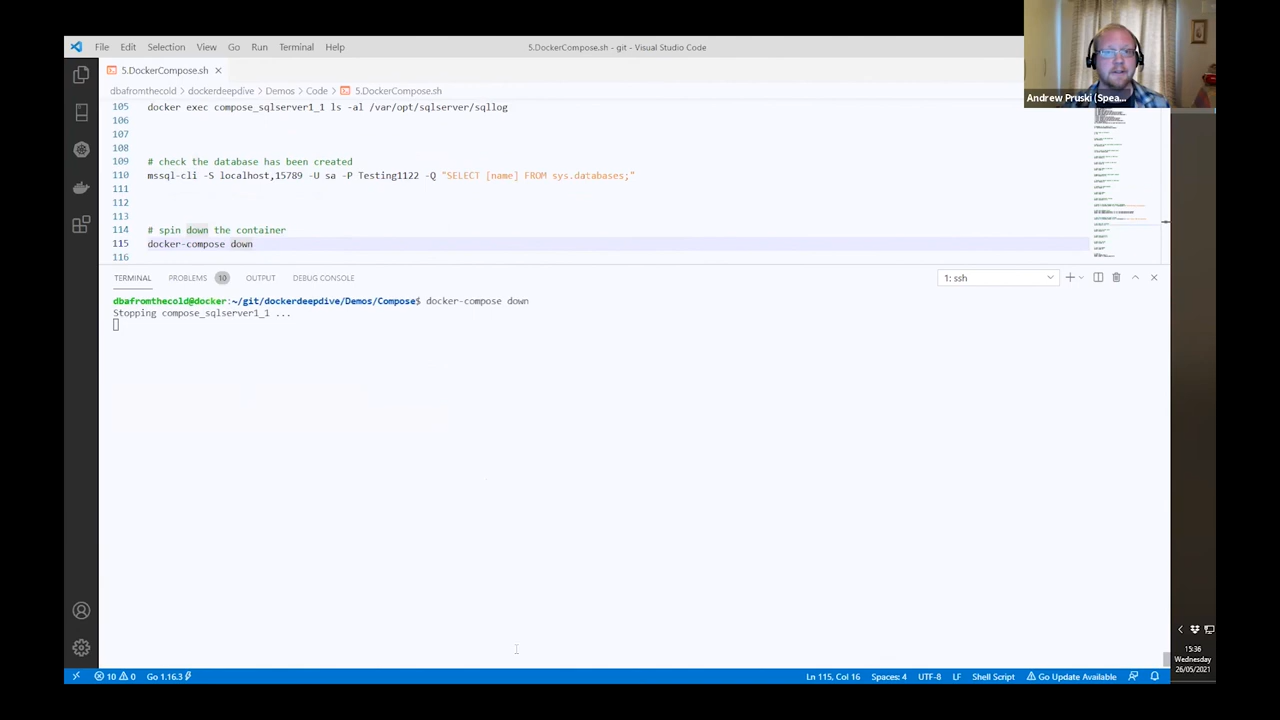 File Edit Selection View Go Run Terminal Help
5.DockerCompose.sh - git - Visual Studio Code
5.DockerCompose.sh
dbafromthecold > dockerdeepdive > Demos > Code > 5.DockerCompose.sh
Andrew Pruski (Spea...
105 docker exec compose_sqlserver1_1 ls -al /var/opt/sqlserver/sqllog
106
107
108
109 # check the database has been created
110 mssql-cli -S localhost,15789 -U sa -P Testing1122 -Q "SELECT [name] FROM sys.databases;"
111
112
113
114 # spin down the container
115 docker-compose down
116
TERMINAL PROBLEMS 10 OUTPUT DEBUG CONSOLE
1: ssh
dbafromthecold@docker:~/git/dockerdeepdive/Demos/Compose$ docker-compose down
Stopping compose_sqlserver1_1 ...
15:36
Wednesday
26/05/2021
10 0 Go 1.16.3
Ln 115, Col 16 Spaces: 4 UTF-8 LF Shell Script Go Update Available